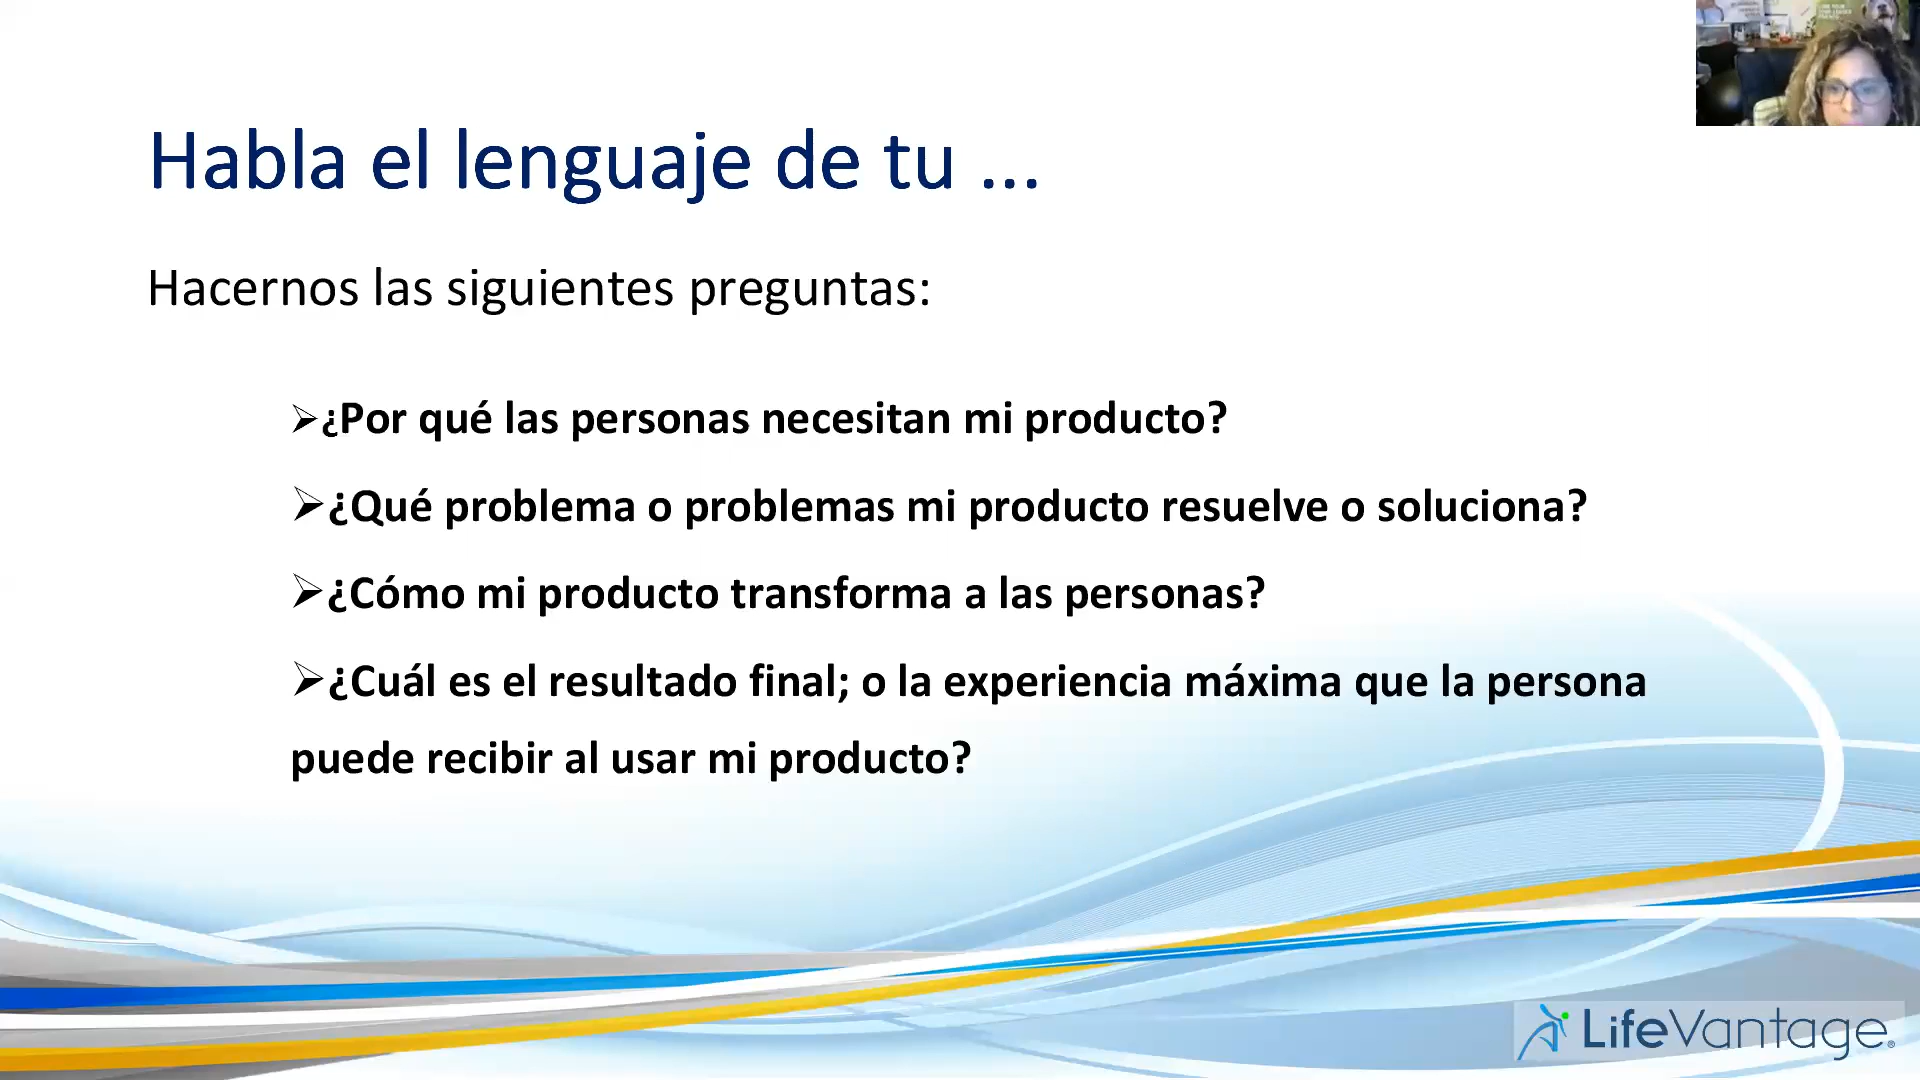 Habla el lenguaje de tu ...
Hacernos las siguientes preguntas:
➢¿Por qué las personas necesitan mi producto?
➢¿Qué problema o problemas mi producto resuelve o soluciona?
➢¿Cómo mi producto transforma a las personas?
➢¿Cuál es el resultado final; o la experiencia máxima que la persona
puede recibir al usar mi producto?
LifeVantage®